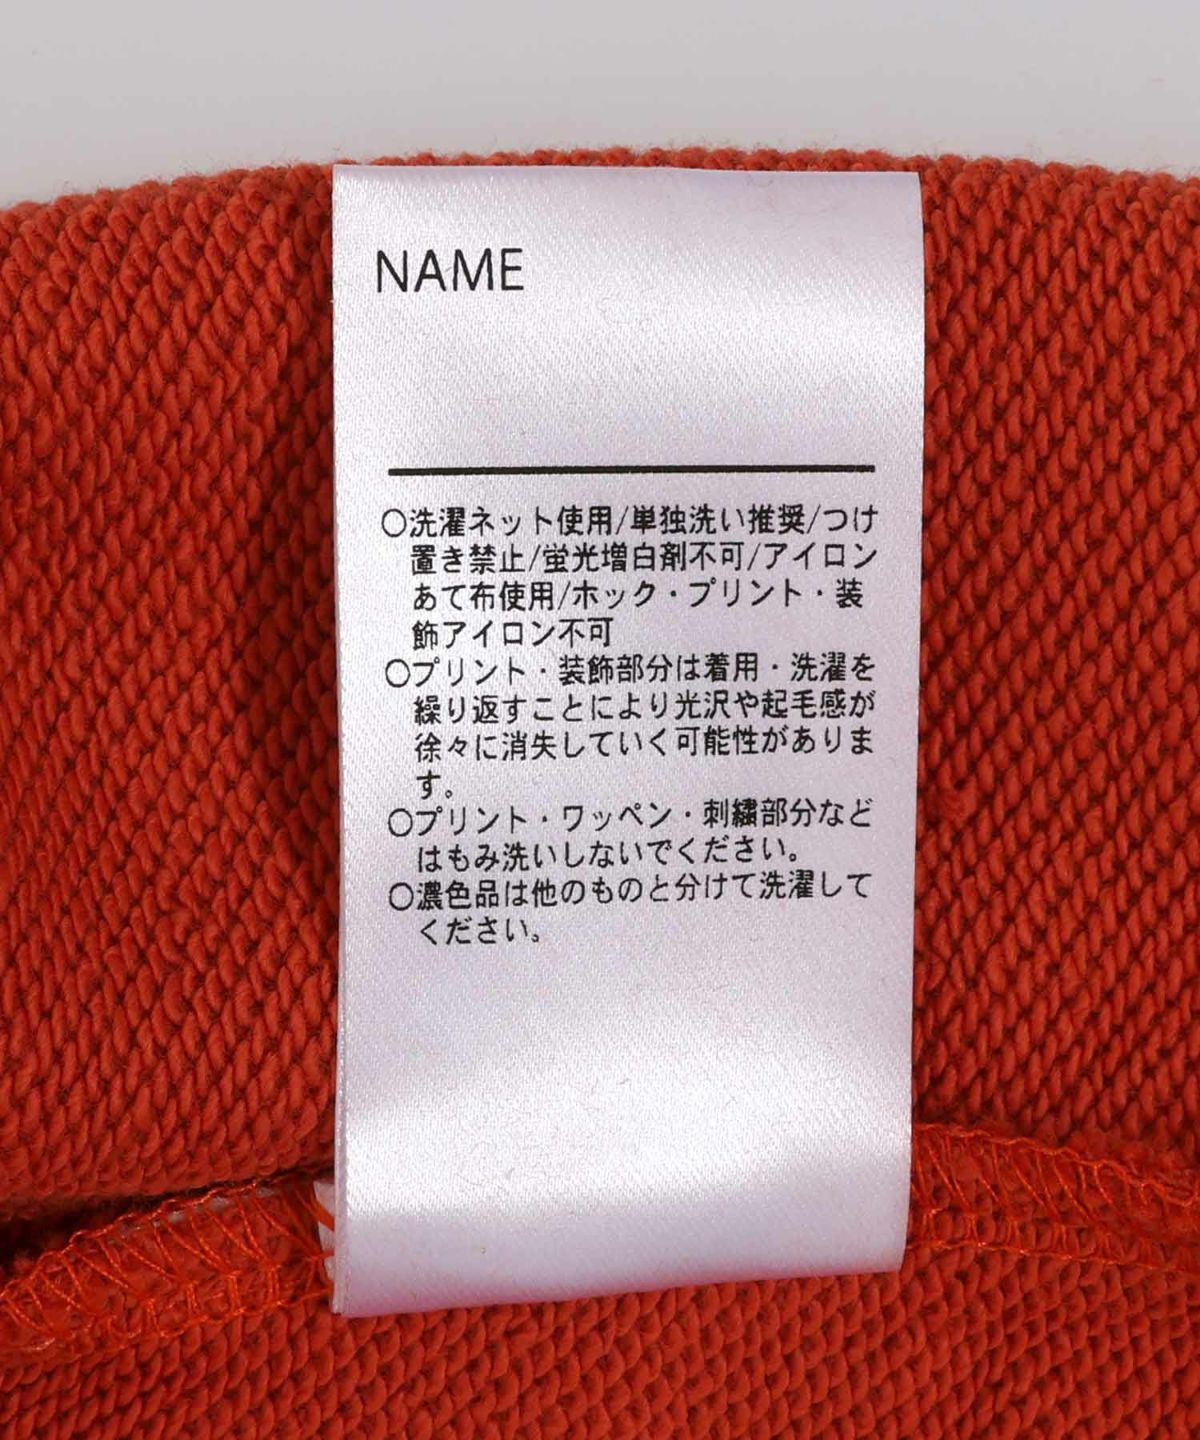 NAME
○洗濯ネット使用/単独洗い推奨/つけ
置き禁止/蛍光増白剤不可/アイロン
あて布使用/ホック・プリント・装
飾アイロン不可
○プリント・装飾部分は着用・洗濯を
繰り返すことにより光沢や起毛感が
徐々に消失していく可能性がありま
す。
○プリント・ワッペン・刺繍部分など
はもみ洗いしないでください。
○濃色品は他のものと分けて洗濯して
ください。